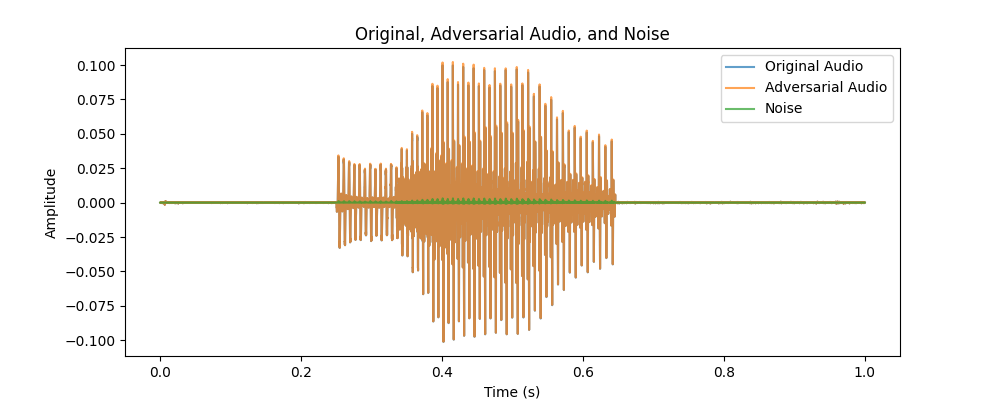 Original, Adversarial Audio, and Noise
Original Audio
Adversarial Audio
Noise
0.100
0.075
0.050
0.025
0.000
−0.025
−0.050
−0.075
−0.100
Amplitude
0.0 0.2 0.4 0.6 0.8 1.0
Time (s)